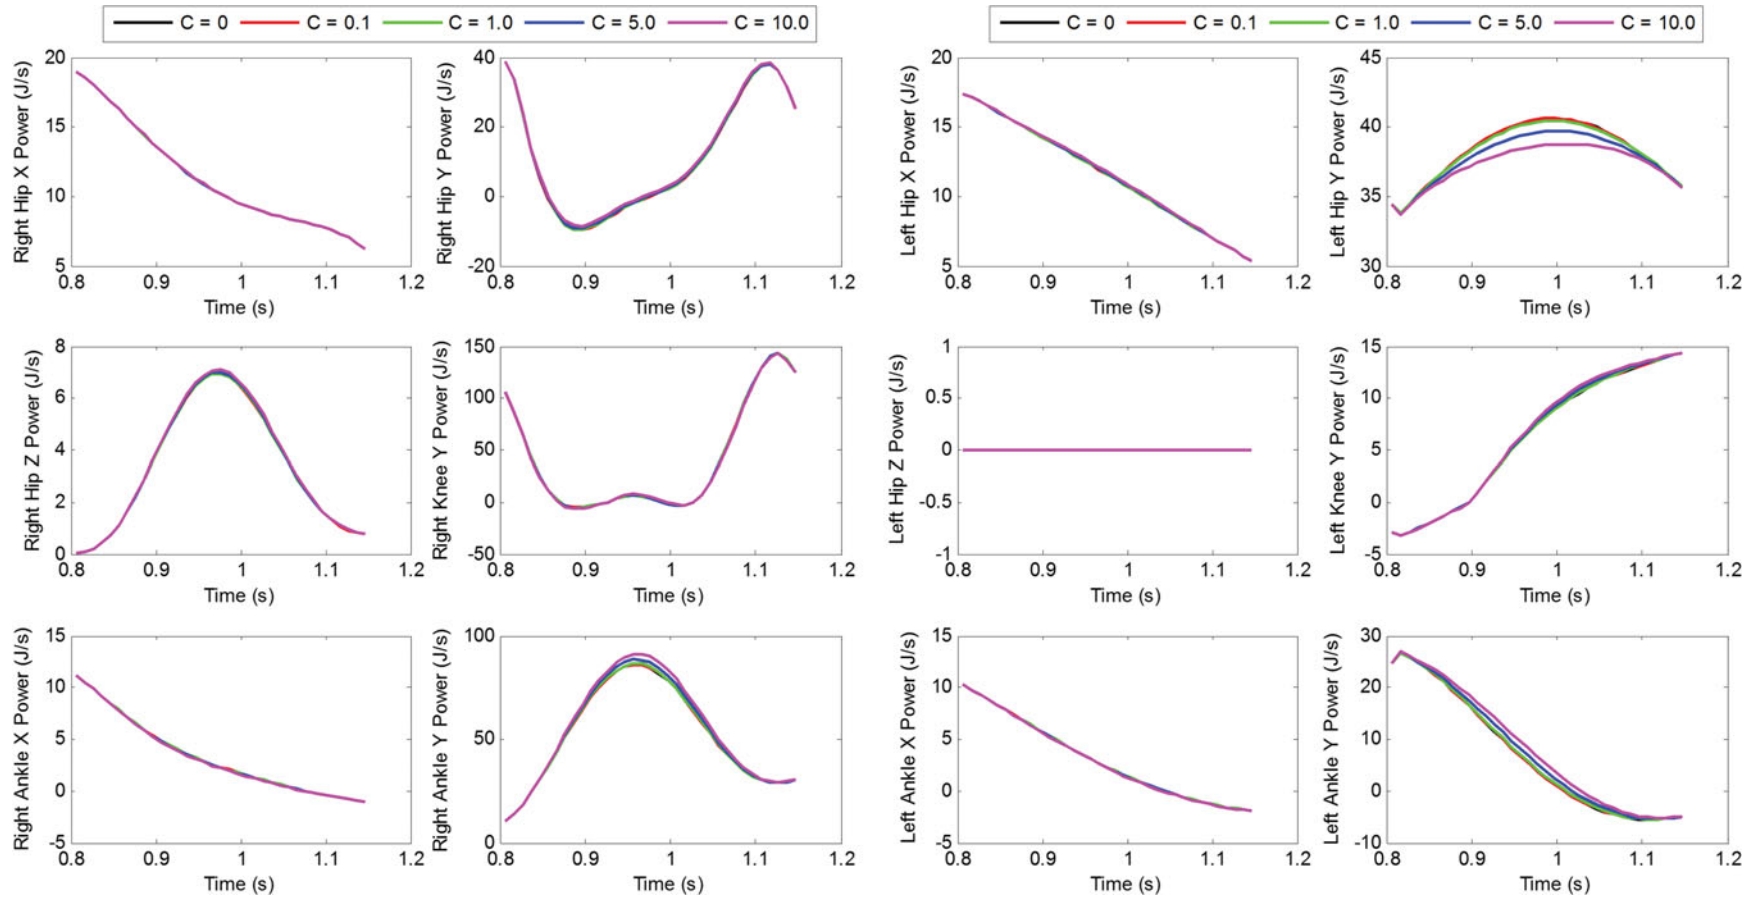 C = 0 C = 0.1 C = 1.0 C = 5.0 C = 10.0
C = 0 C = 0.1 C = 1.0 C = 5.0 C = 10.0
Right Hip X Power (J/s)
20
15
10
5
0.8 0.9 1 1.1 1.2
Time (s)
Right Hip Y Power (J/s)
40
20
0
-20
0.8 0.9 1 1.1 1.2
Time (s)
Left Hip X Power (J/s)
20
15
10
5
0.8 0.9 1 1.1 1.2
Time (s)
Left Hip Y Power (J/s)
45
40
35
30
0.8 0.9 1 1.1 1.2
Time (s)
Right Hip Z Power (J/s)
8
6
4
2
0
0.8 0.9 1 1.1 1.2
Time (s)
Right Knee Y Power (J/s)
150
100
50
0
-50
0.8 0.9 1 1.1 1.2
Time (s)
Left Hip Z Power (J/s)
1
0.5
0
-0.5
-1
0.8 0.9 1 1.1 1.2
Time (s)
Left Knee Y Power (J/s)
15
10
5
0
-5
0.8 0.9 1 1.1 1.2
Time (s)
Right Ankle X Power (J/s)
15
10
5
0
-5
0.8 0.9 1 1.1 1.2
Time (s)
Right Ankle Y Power (J/s)
100
50
0
0.8 0.9 1 1.1 1.2
Time (s)
Left Ankle X Power (J/s)
15
10
5
0
-5
0.8 0.9 1 1.1 1.2
Time (s)
Left Ankle Y Power (J/s)
30
20
10
0
-10
0.8 0.9 1 1.1 1.2
Time (s)